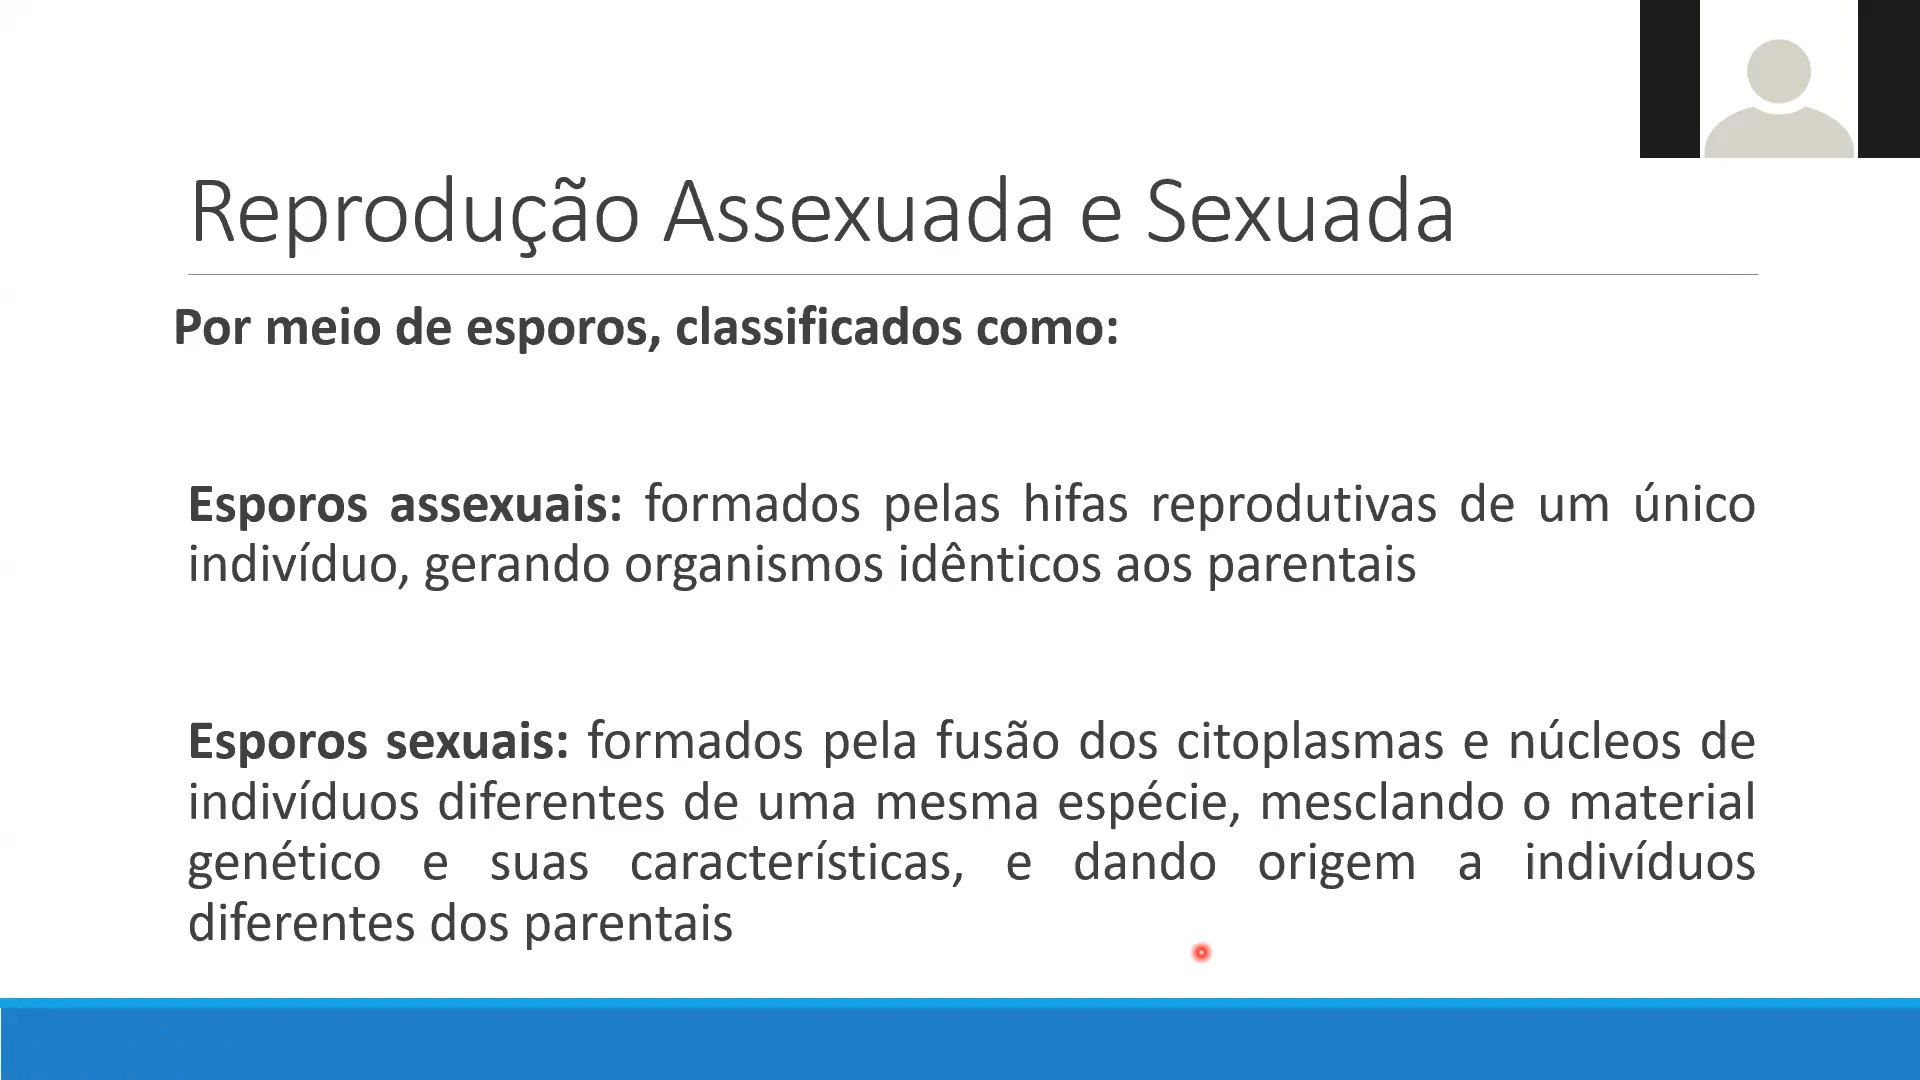 Reprodução Assexuada e Sexuada
Por meio de esporos, classificados como:
Esporos assexuais: formados pelas hifas reprodutivas de um único
indivíduo, gerando organismos idênticos aos parentais
Esporos sexuais: formados pela fusão dos citoplasmas e núcleos de
indivíduos diferentes de uma mesma espécie, mesclando o material
genético e suas características, e dando origem a indivíduos
diferentes dos parentais